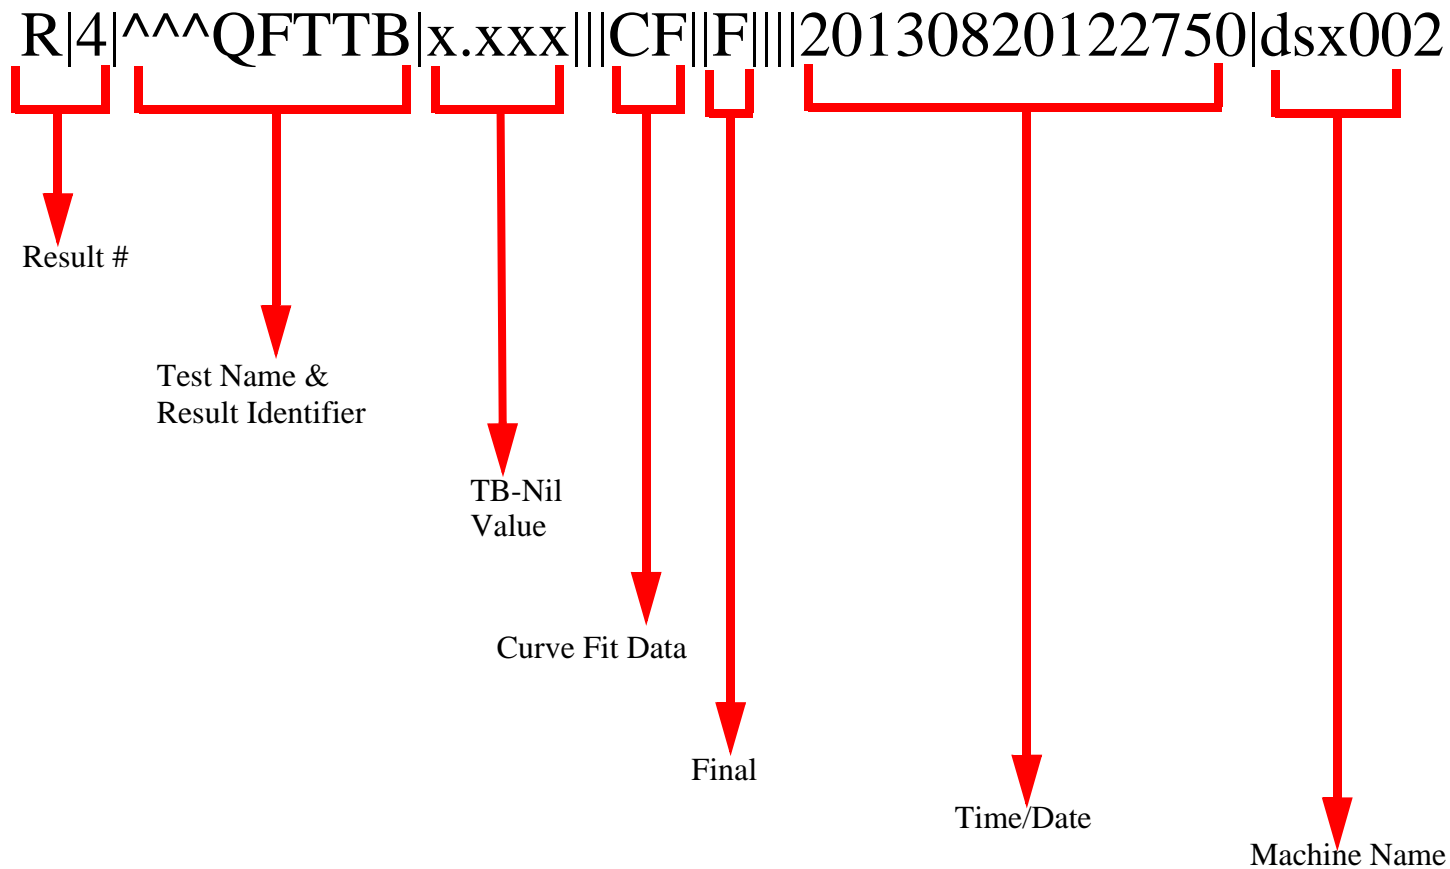 R|4|^^^QFTTB|x.xxx|||CF||F||||20130820122750|dsx002
Result #
Test Name &
Result Identifier
TB-Nil
Value
Curve Fit Data
Final
Time/Date
Machine Name